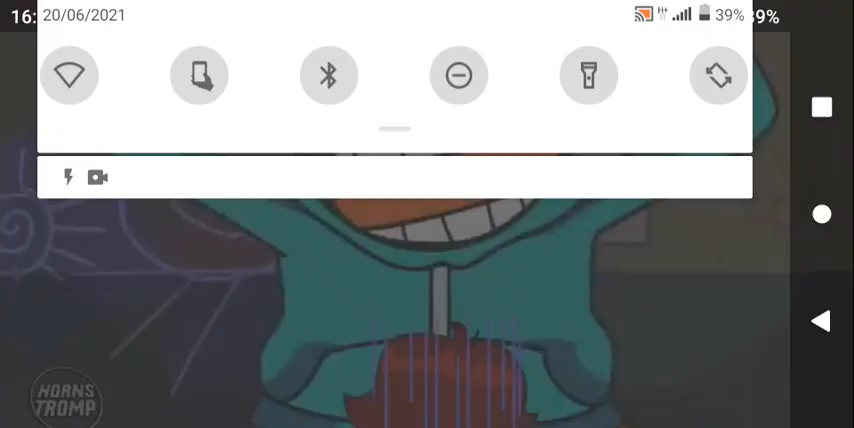 16:
20/06/2021
H+
39%
39%
HORNS
TROMP